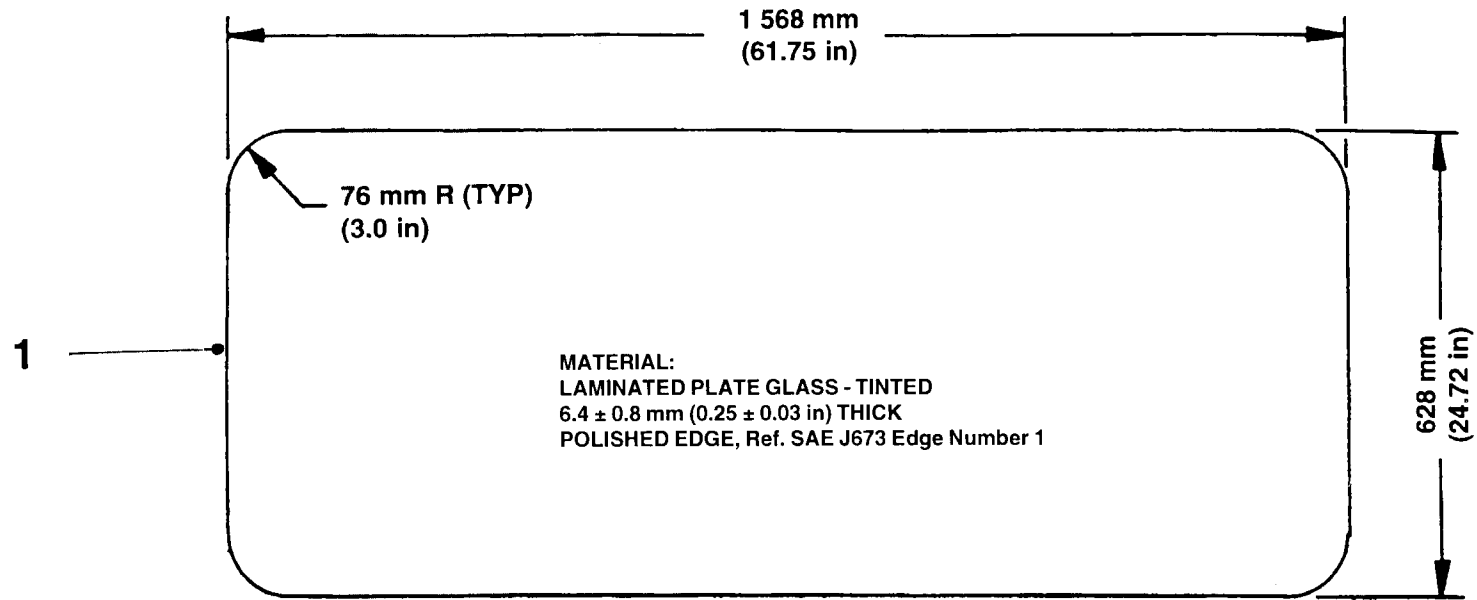 1 568 mm
(61.75 in)
76 mm R (TYP)
(3.0 in)
1
MATERIAL:
LAMINATED PLATE GLASS - TINTED
6.4 ± 0.8 mm (0.25 ± 0.03 in) THICK
POLISHED EDGE, Ref. SAE J673 Edge Number 1
628 mm
(24.72 in)